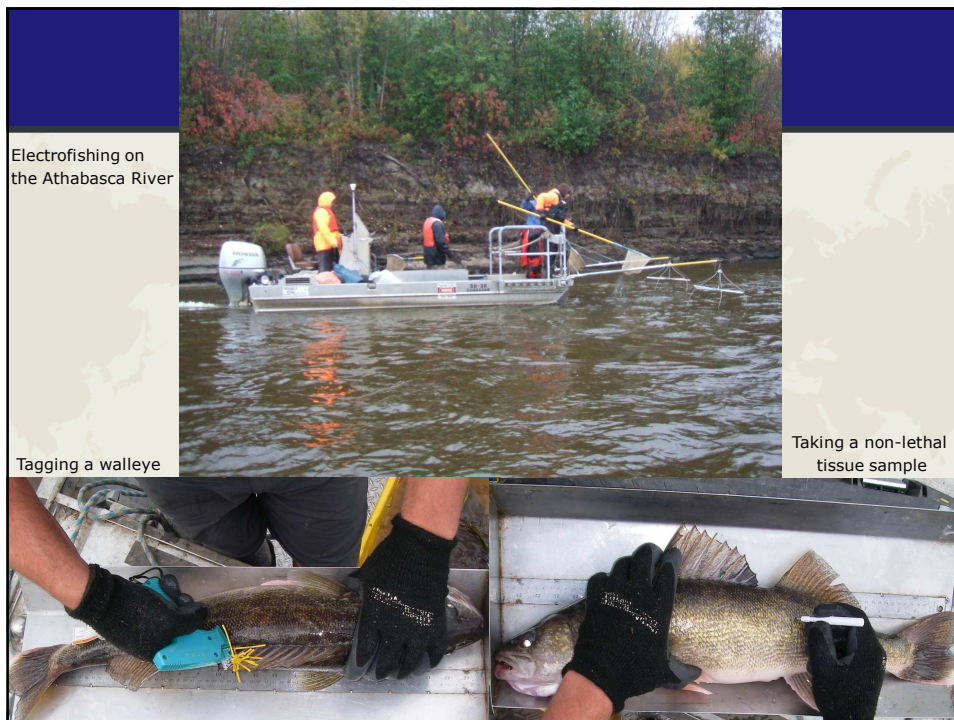 Electrofishing on
the Athabasca River
HONDA
Tagging a walleye
Taking a non-lethal
tissue sample